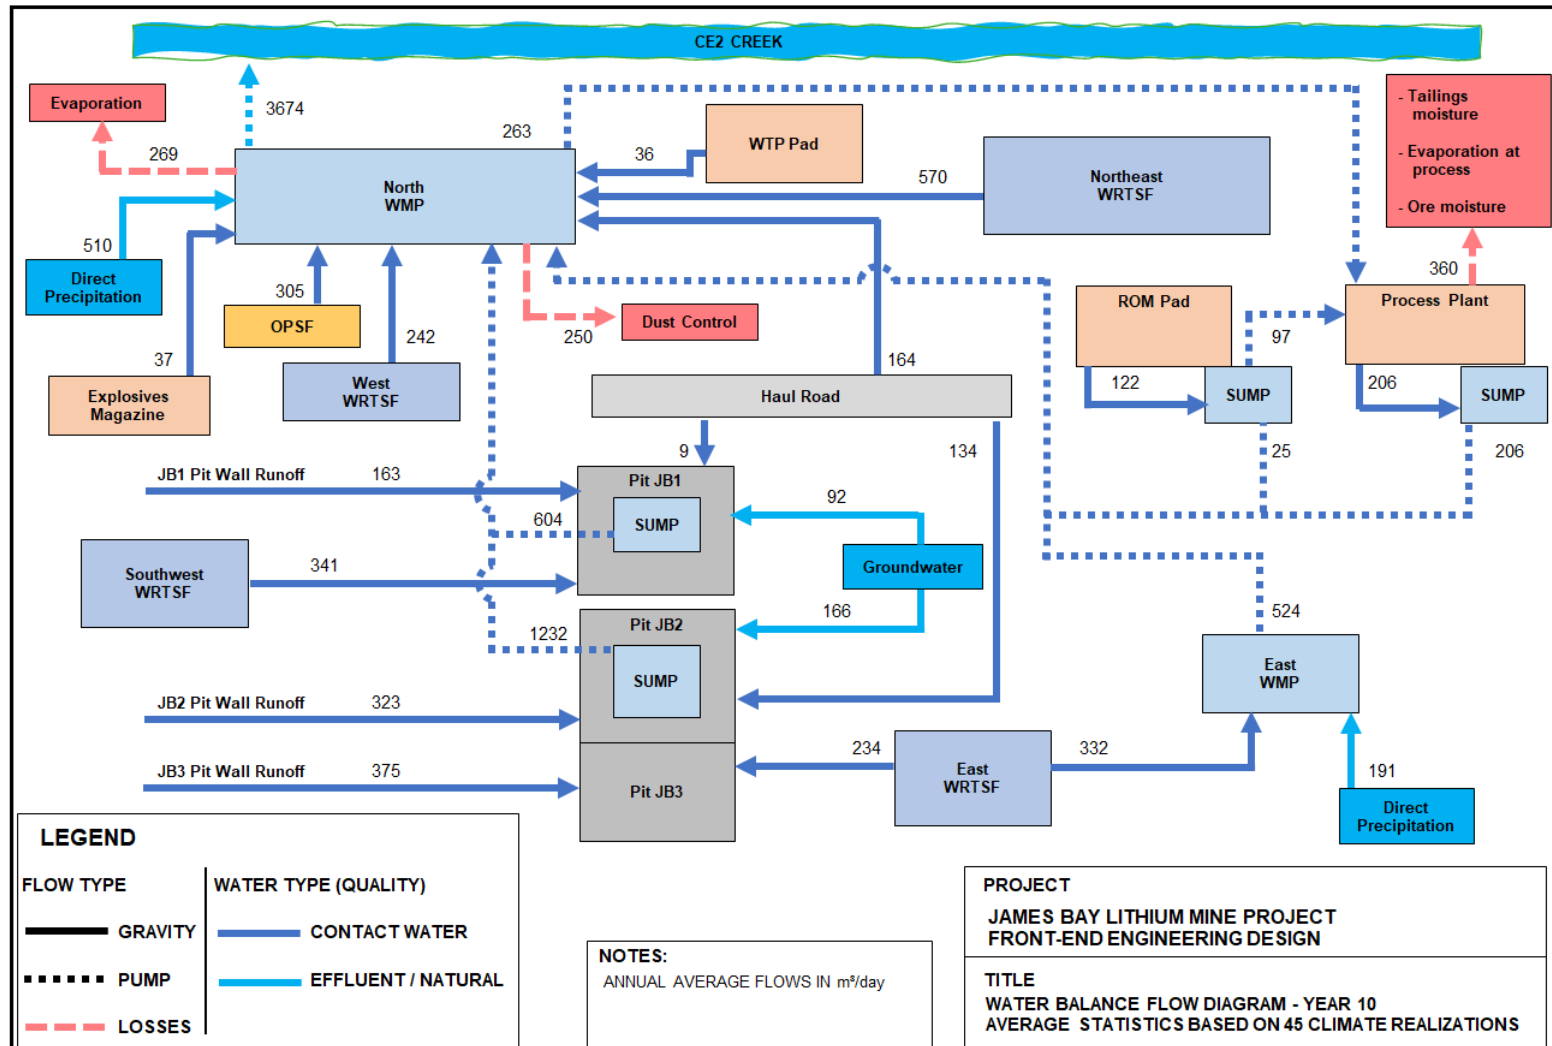 CE2 CREEK
Evaporation
3674
263
269
North
WMP
36
WTP Pad
570
Northeast
WRTSF
- Tailings
moisture
- Evaporation at
process
- Ore moisture
510
Direct
Precipitation
305
OPSF
37
Explosives
Magazine
242
West
WRTSF
250
Dust Control
164
360
ROM Pad
Process Plant
97
122
SUMP
206
SUMP
25
206
Haul Road
9
134
JB1 Pit Wall Runoff
163
Pit JB1
SUMP
604
92
Groundwater
166
Southwest
WRTSF
341
Pit JB2
1232
SUMP
524
East
WMP
JB2 Pit Wall Runoff
323
JB3 Pit Wall Runoff
375
Pit JB3
234
East
WRTSF
332
191
Direct
Precipitation
LEGEND
FLOW TYPE
WATER TYPE (QUALITY)
GRAVITY
CONTACT WATER
PUMP
EFFLUENT / NATURAL
LOSSES
NOTES:
ANNUAL AVERAGE FLOWS IN m³/day
PROJECT
JAMES BAY LITHIUM MINE PROJECT
FRONT-END ENGINEERING DESIGN
TITLE
WATER BALANCE FLOW DIAGRAM - YEAR 10
AVERAGE STATISTICS BASED ON 45 CLIMATE REALIZATIONS